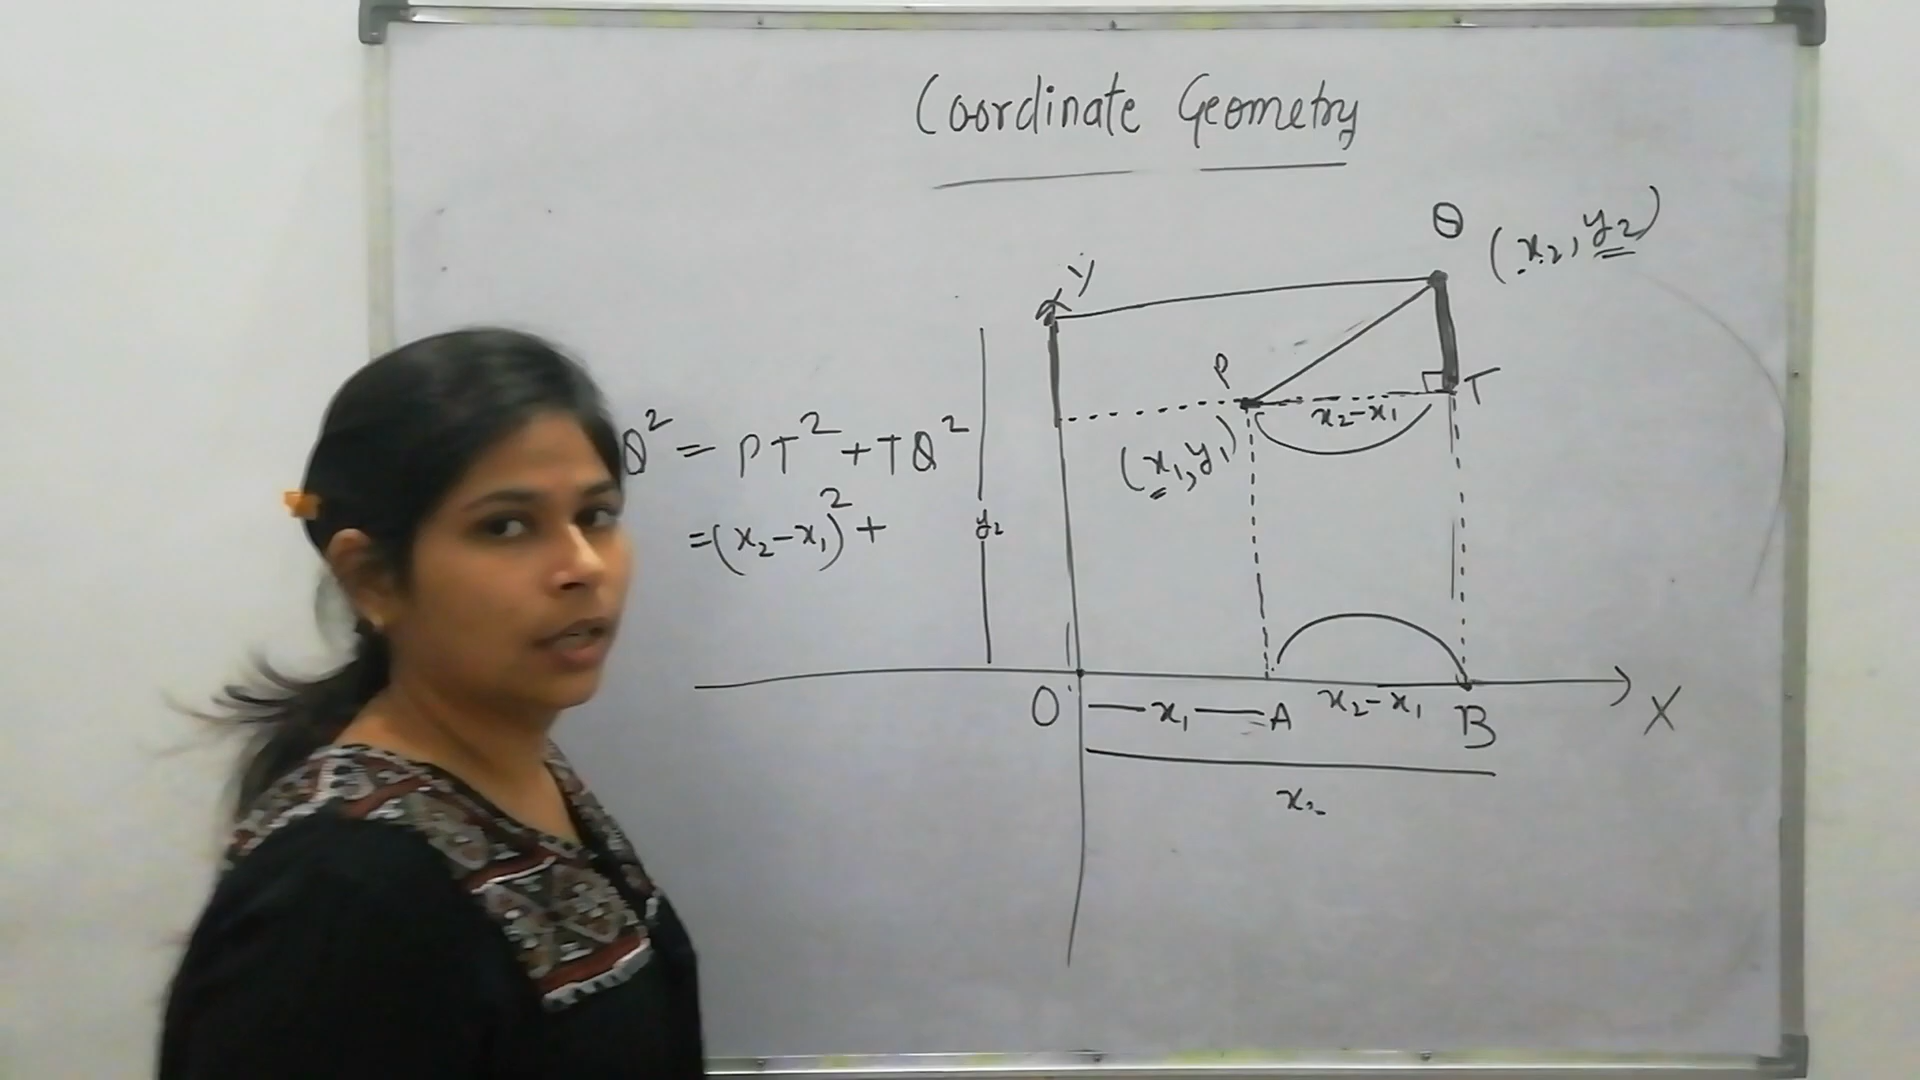 Coordinate Geometry
Q (x₂, y₂)
Y
P
T
x₂-x₁
(x₁, y₁)
Q² = PT² + TQ²
=(x₂-x₁)² +
y₂
O x₁ A x₂-x₁ B X
x₂